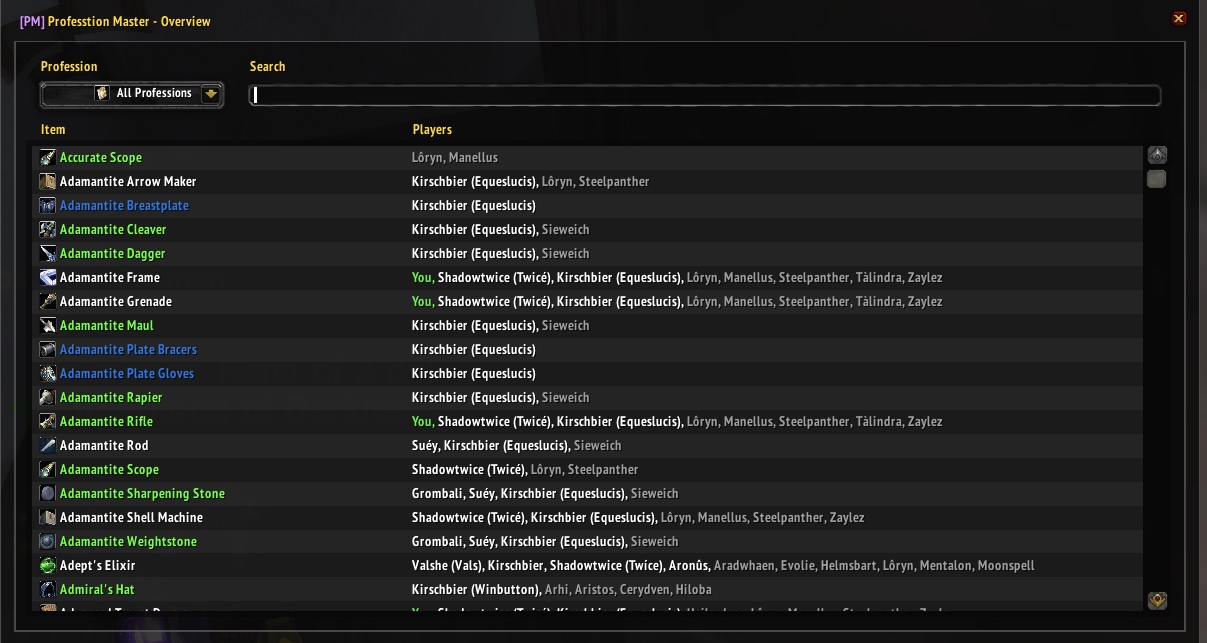 [PM] Professtion Master - Overview
Profession
Search
All Professions
Item Players
Accurate Scope Lôryn, Manellus
Adamantite Arrow Maker Kirschbier (Equeslucis), Lôryn, Steelpanther
Adamantite Breastplate Kirschbier (Equeslucis)
Adamantite Cleaver Kirschbier (Equeslucis), Sieweich
Adamantite Dagger Kirschbier (Equeslucis), Sieweich
Adamantite Frame You, Shadowtwice (Twicé), Kirschbier (Equeslucis), Lôryn, Manellus, Steelpanther, Tàlindra, Zaylez
Adamantite Grenade You, Shadowtwice (Twicé), Kirschbier (Equeslucis), Lôryn, Manellus, Steelpanther, Tàlindra, Zaylez
Adamantite Maul Kirschbier (Equeslucis), Sieweich
Adamantite Plate Bracers Kirschbier (Equeslucis)
Adamantite Plate Gloves Kirschbier (Equeslucis)
Adamantite Rapier Kirschbier (Equeslucis), Sieweich
Adamantite Rifle You, Shadowtwice (Twicé), Kirschbier (Equeslucis), Lôryn, Manellus, Steelpanther, Tàlindra, Zaylez
Adamantite Rod Suéy, Kirschbier (Equeslucis), Sieweich
Adamantite Scope Shadowtwice (Twicé), Lôryn, Steelpanther
Adamantite Sharpening Stone Grombali, Suéy, Kirschbier (Equeslucis), Sieweich
Adamantite Shell Machine Shadowtwice (Twicé), Kirschbier (Equeslucis), Lôryn, Manellus, Steelpanther, Zaylez
Adamantite Weightstone Grombali, Suéy, Kirschbier (Equeslucis), Sieweich
Adept's Elixir Valshe (Vals), Kirschbier, Shadowtwice (Twice), Aronûs, Aradwhaen, Evolie, Helmsbart, Lôryn, Mentalon, Moonspell
Admiral's Hat Kirschbier (Winbutton), Arhi, Aristos, Cerydven, Hiloba